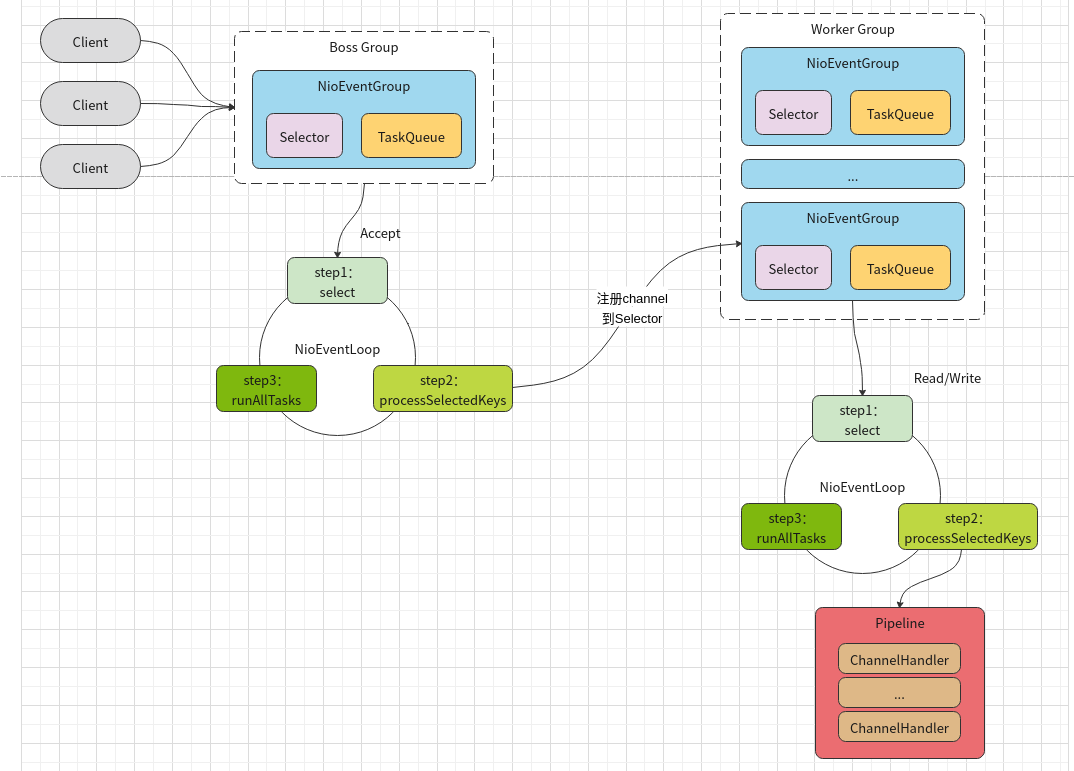 Client
Client
Client
Boss Group
NioEventGroup
Selector
TaskQueue
Accept
step1：
select
NioEventLoop
step3：
runAllTasks
step2：
processSelectedKeys
注册channel
到Selector
Worker Group
NioEventGroup
Selector
TaskQueue
...
NioEventGroup
Selector
TaskQueue
Read/Write
step1：
select
NioEventLoop
step3：
runAllTasks
step2：
processSelectedKeys
Pipeline
ChannelHandler
...
ChannelHandler